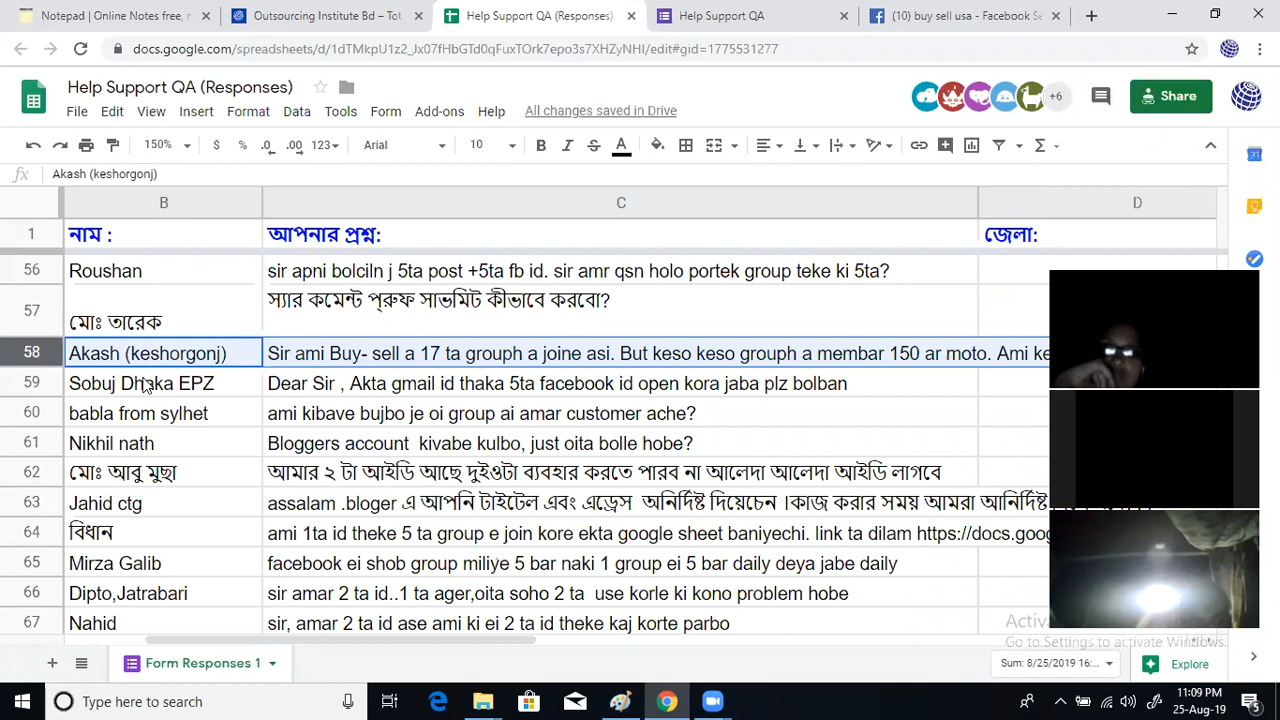 Notepad | Online Notes free, n
Outsourcing Institute Bd – Tot
Help Support QA (Responses)
Help Support QA
(10) buy sell usa - Facebook Se
docs.google.com/spreadsheets/d/1dTMkpU1z2_Jx07fHbGTd0qFuxTOrk7epo3s7XHZyNHI/edit#gid=1775531277
Help Support QA (Responses)
File Edit View Insert Format Data Tools Form Add-ons Help All changes saved in Drive
+6
Share
150% $ % .0 .00 123 Arial 10 B I S A
fx Akash (keshorgonj)
B C D
1 নাম : আপনার প্রশ্ন: জেলা:
56 Roushan sir apni bolciln j 5ta post +5ta fb id. sir amr qsn holo portek group teke ki 5ta?
57 মোঃ তারেক স্যার কমেন্ট প্রুফ সাভমিট কীভাবে করবো?
58 Akash (keshorgonj) Sir ami Buy- sell a 17 ta grouph a joine asi. But keso keso grouph a membar 150 ar moto. Ami ke
59 Sobuj Dhaka EPZ Dear Sir , Akta gmail id thaka 5ta facebook id open kora jaba plz bolban
60 babla from sylhet ami kibave bujbo je oi group ai amar customer ache?
61 Nikhil nath Bloggers account kivabe kulbo, just oita bolle hobe?
62 মোঃ আবু মুছা আমার ২ টা আইডি আছে দুইওটা ব্যবহার করতে পারব না আলেদা আলেদা আইডি লাগবে
63 Jahid ctg assalam .bloger এ আপনি টাইটেল এবং এড্রেস অনির্দিষ্ট দিয়েচেন ।কাজ করার সময় আমরা আনির্দিষ্ট
64 বিধান ami 1ta id theke 5 ta group e join kore ekta google sheet baniyechi. link ta dilam https://docs.goog
65 Mirza Galib facebook ei shob group miliye 5 bar naki 1 group ei 5 bar daily deya jabe daily
66 Dipto,Jatrabari sir amar 2 ta id..1 ta ager,oita soho 2 ta use korle ki kono problem hobe
67 Nahid sir, amar 2 ta id ase ami ki ei 2 ta id theke kaj korte parbo
Go to Settings to activate Windows.
Form Responses 1
Sum: 8/25/2019 16:...
Explore
Type here to search
11:09 PM
25-Aug-19
5